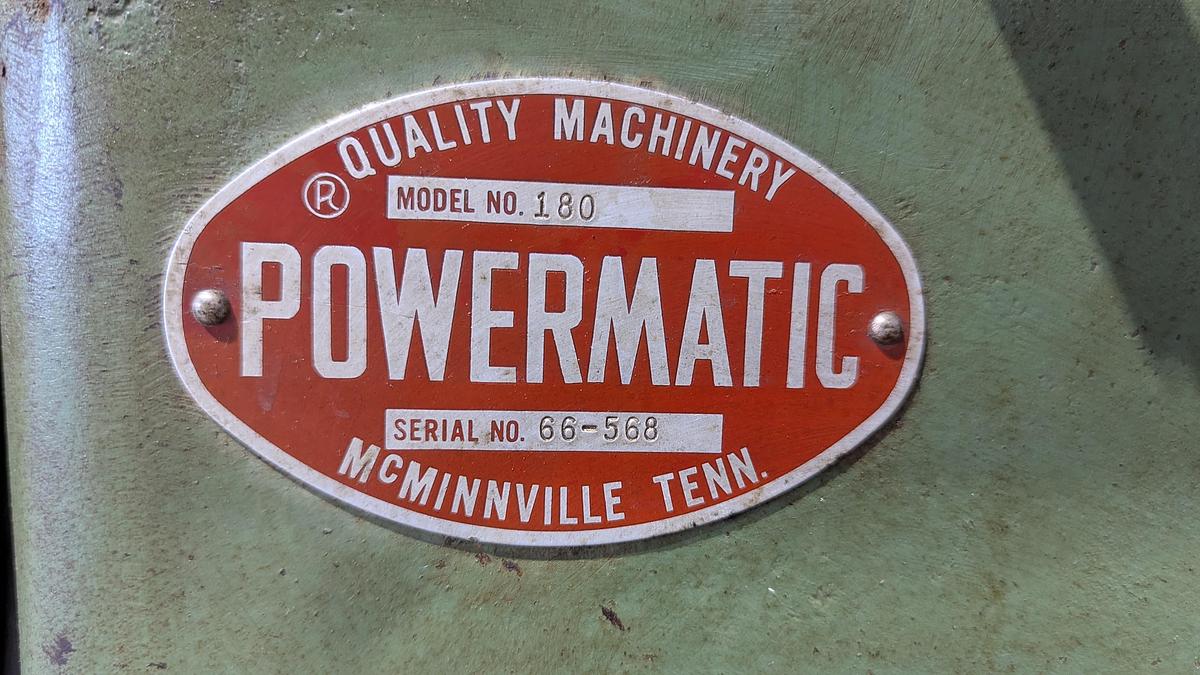 QUALITY MACHINERY
®
MODEL NO. 180
POWERMATIC
SERIAL NO. 66-568
MCMINNVILLE TENN.